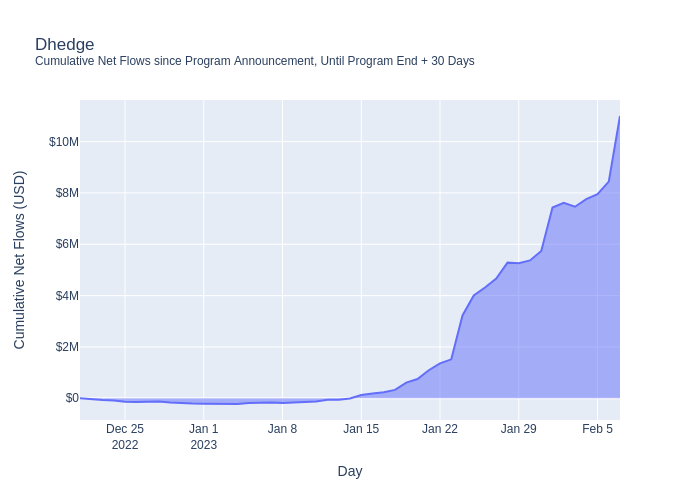 Dhedge
Cumulative Net Flows since Program Announcement, Until Program End + 30 Days
Cumulative Net Flows (USD)
$10M
$8M
$6M
$4M
$2M
$0
Dec 25 Jan 1 Jan 8 Jan 15 Jan 22 Jan 29 Feb 5
2022 2023
Day